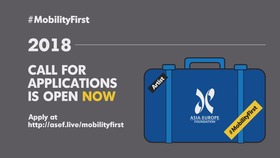 #MobilityFirst
2018
CALL FOR
APPLICATIONS
IS OPEN NOW
Apply at
http://asef.live/mobilityfirst
Artist
ASIA-EUROPE
FOUNDATION
#MobilityFirst